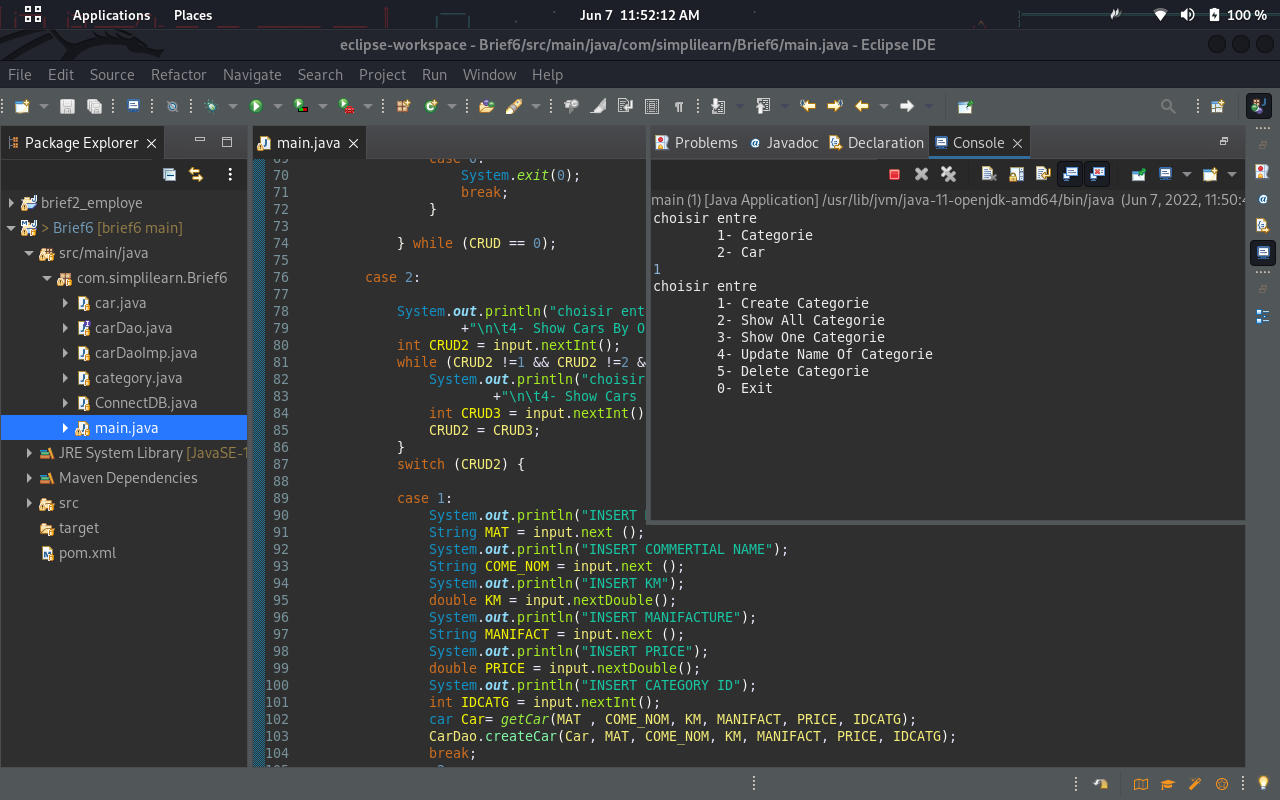 Applications Places Jun 7 11:52:12 AM 100 %
eclipse-workspace - Brief6/src/main/java/com/simplilearn/Brief6/main.java - Eclipse IDE
File Edit Source Refactor Navigate Search Project Run Window Help
Package Explorer
brief2_employe
> Brief6 [brief6 main]
src/main/java
com.simplilearn.Brief6
car.java
carDao.java
carDaoImp.java
category.java
ConnectDB.java
main.java
JRE System Library [JavaSE-1
Maven Dependencies
src
target
pom.xml
main.java
69 case 0:
70 System.exit(0);
71 break;
72 }
73
74 } while (CRUD == 0);
75
76 case 2:
77
78 System.out.println("choisir ent
79 +"\n\t4- Show Cars By O
80 int CRUD2 = input.nextInt();
81 while (CRUD2 !=1 && CRUD2 !=2 &
82 System.out.println("choisir
83 +"\n\t4- Show Cars
84 int CRUD3 = input.nextInt()
85 CRUD2 = CRUD3;
86 }
87 switch (CRUD2) {
88
89 case 1:
90 System.out.println("INSERT
91 String MAT = input.next ();
92 System.out.println("INSERT COMMERTIAL NAME");
93 String COME_NOM = input.next ();
94 System.out.println("INSERT KM");
95 double KM = input.nextDouble();
96 System.out.println("INSERT MANIFACTURE");
97 String MANIFACT = input.next ();
98 System.out.println("INSERT PRICE");
99 double PRICE = input.nextDouble();
100 System.out.println("INSERT CATEGORY ID");
101 int IDCATG = input.nextInt();
102 car Car= getCar(MAT , COME_NOM, KM, MANIFACT, PRICE, IDCATG);
103 CarDao.createCar(Car, MAT, COME_NOM, KM, MANIFACT, PRICE, IDCATG);
104 break;
Problems Javadoc Declaration Console
main (1) [Java Application] /usr/lib/jvm/java-11-openjdk-amd64/bin/java (Jun 7, 2022, 11:50:4
choisir entre
1- Categorie
2- Car
1
choisir entre
1- Create Categorie
2- Show All Categorie
3- Show One Categorie
4- Update Name Of Categorie
5- Delete Categorie
0- Exit